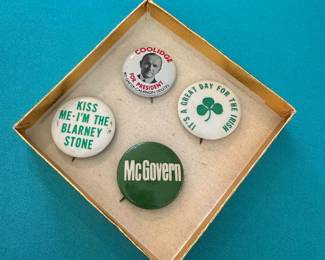 COOLIDGE
FOR PRESIDENT
KISS
ME · I'M THE
BLARNEY
STONE
IT'S A GREAT DAY FOR THE IRISH
McGovern